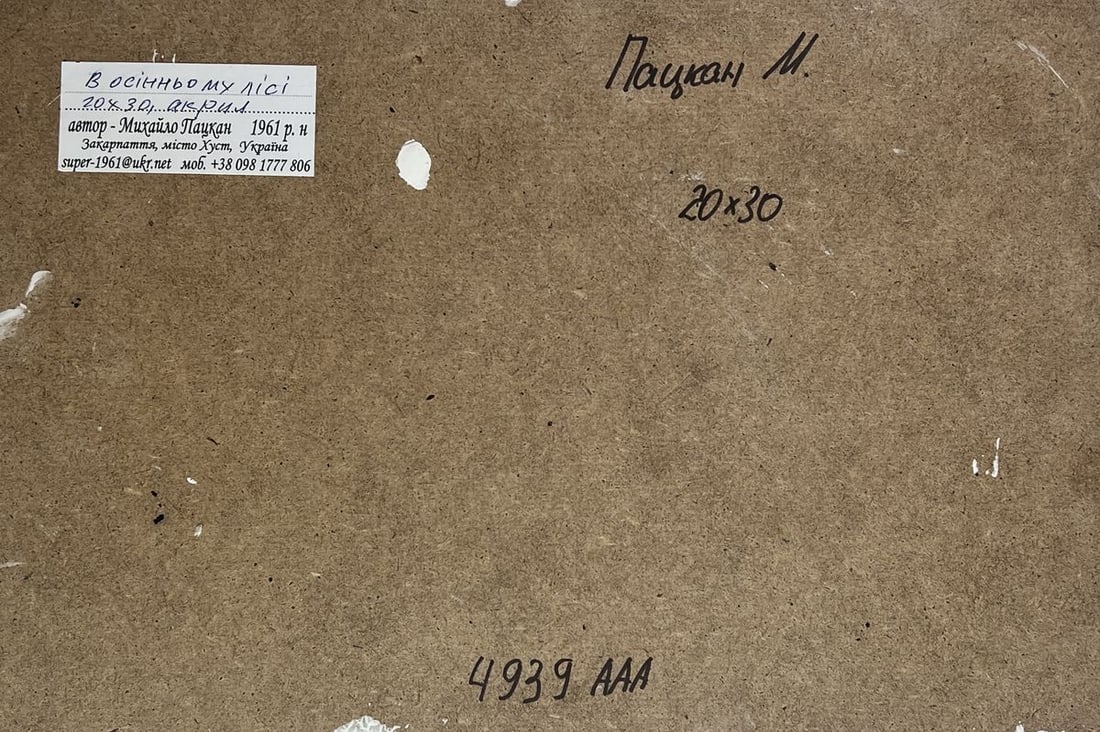 В осінньому лісі
20х30, акрил
автор - Михайло Пацкан 1961 р. н
Закарпаття, місто Хуст, Україна
super-1961@ukr.net моб. +38 098 1777 806
Пацкан М.
20х30
4939 ААА